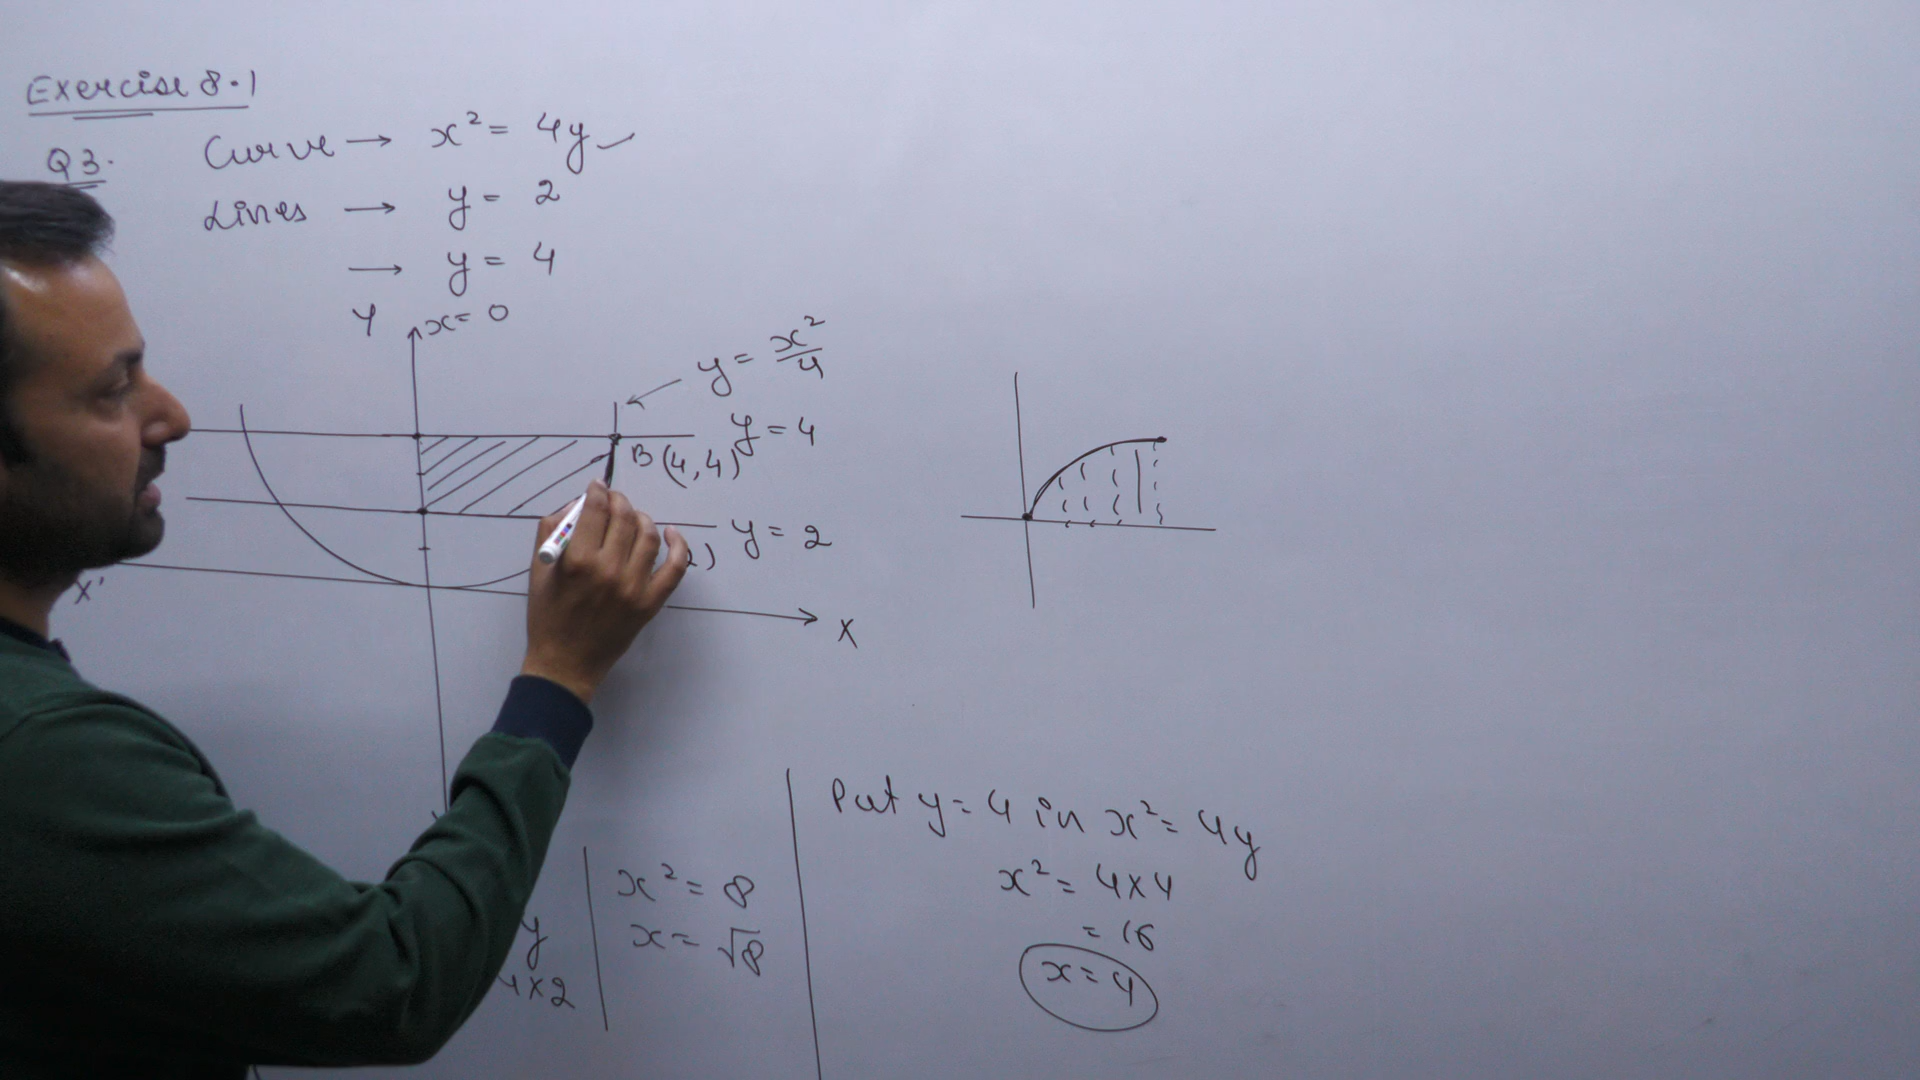 Exercise 8.1
Q3. Curve → x² = 4y
Lines → y = 2
→ y = 4
Y x = 0
y = x²/4
y = 4
B(4,4)
y = 2
2)
X'
X
Put y = 4 in x² = 4y
x² = 4×4
= 16
x = 4
x² = 8
x = √8
y
4×2